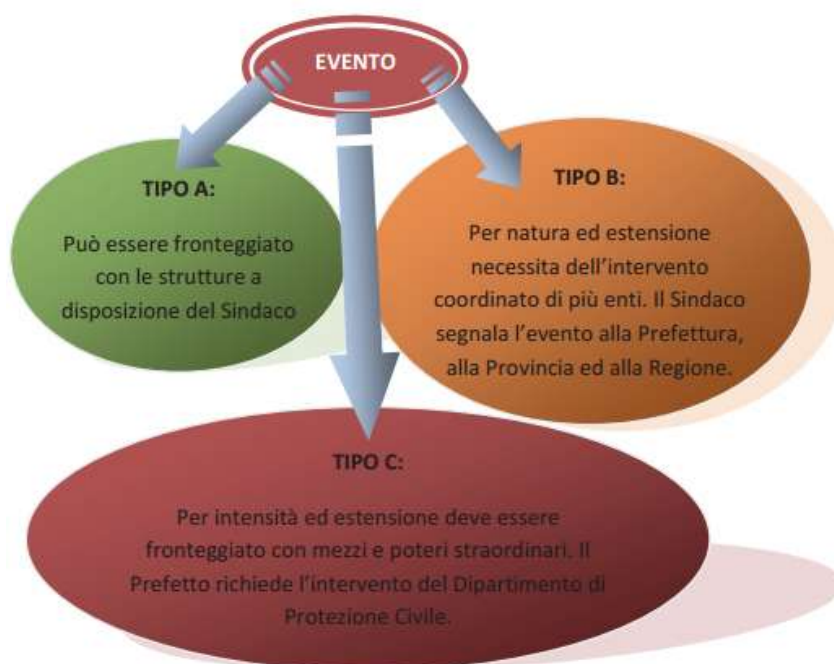 EVENTO
TIPO A:
Può essere fronteggiato
con le strutture a
disposizione del Sindaco
TIPO B:
Per natura ed estensione
necessita dell’intervento
coordinato di più enti. Il Sindaco
segnala l’evento alla Prefettura,
alla Provincia ed alla Regione.
TIPO C:
Per intensità ed estensione deve essere
fronteggiato con mezzi e poteri straordinari. Il
Prefetto richiede l’intervento del Dipartimento di
Protezione Civile.